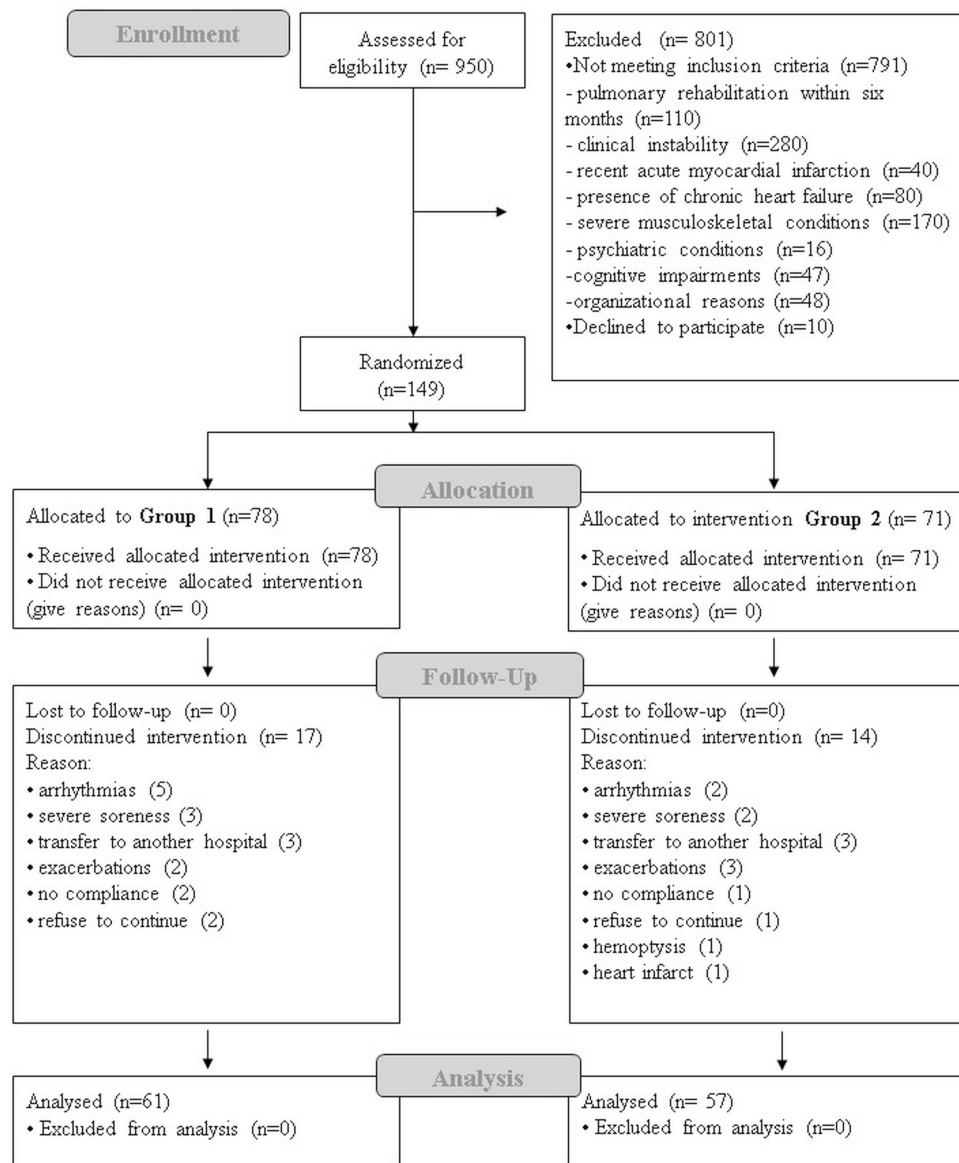 Enrollment
Assessed for
eligibility (n= 950)
Excluded (n= 801)
•Not meeting inclusion criteria (n=791)
- pulmonary rehabilitation within six
months (n=110)
- clinical instability (n=280)
- recent acute myocardial infarction (n=40)
- presence of chronic heart failure (n=80)
- severe musculoskeletal conditions (n=170)
- psychiatric conditions (n=16)
-cognitive impairments (n=47)
-organizational reasons (n=48)
•Declined to participate (n=10)
Randomized
(n=149)
Allocation
Allocated to Group 1 (n=78)
• Received allocated intervention (n=78)
• Did not receive allocated intervention
(give reasons) (n= 0)
Allocated to intervention Group 2 (n= 71)
• Received allocated intervention (n= 71)
• Did not receive allocated intervention
(give reasons) (n= 0)
Follow-Up
Lost to follow-up (n= 0)
Discontinued intervention (n= 17)
Reason:
• arrhythmias (5)
• severe soreness (3)
• transfer to another hospital (3)
• exacerbations (2)
• no compliance (2)
• refuse to continue (2)
Lost to follow-up (n=0)
Discontinued intervention (n= 14)
Reason:
• arrhythmias (2)
• severe soreness (2)
• transfer to another hospital (3)
• exacerbations (3)
• no compliance (1)
• refuse to continue (1)
• hemoptysis (1)
• heart infarct (1)
Analysis
Analysed (n=61)
• Excluded from analysis (n=0)
Analysed (n= 57)
• Excluded from analysis (n=0)